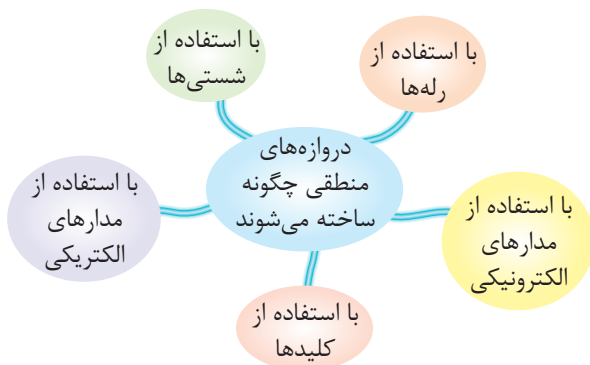 با استفاده از
رله‌ها
با استفاده از
شستی‌ها
دروازه‌های
منطقی چگونه
ساخته می‌شوند
با استفاده از
مدارهای
الکترونیکی
با استفاده از
مدارهای
الکتریکی
با استفاده از
کلیدها